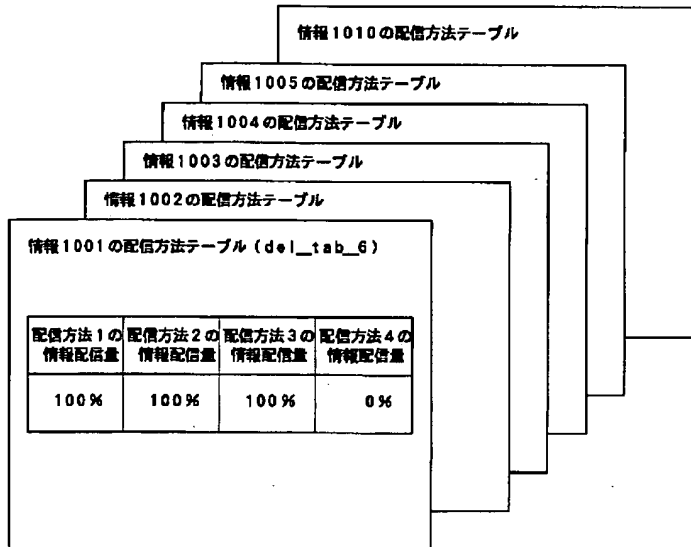 情報1010の配信方法テーブル
情報1005の配信方法テーブル
情報1004の配信方法テーブル
情報1003の配信方法テーブル
情報1002の配信方法テーブル
情報1001の配信方法テーブル(del_tab_6)
配信方法1の 配信方法2の 配信方法3の 配信方法4の
情報配信量 情報配信量 情報配信量 情報配信量
100% 100% 100% 0%